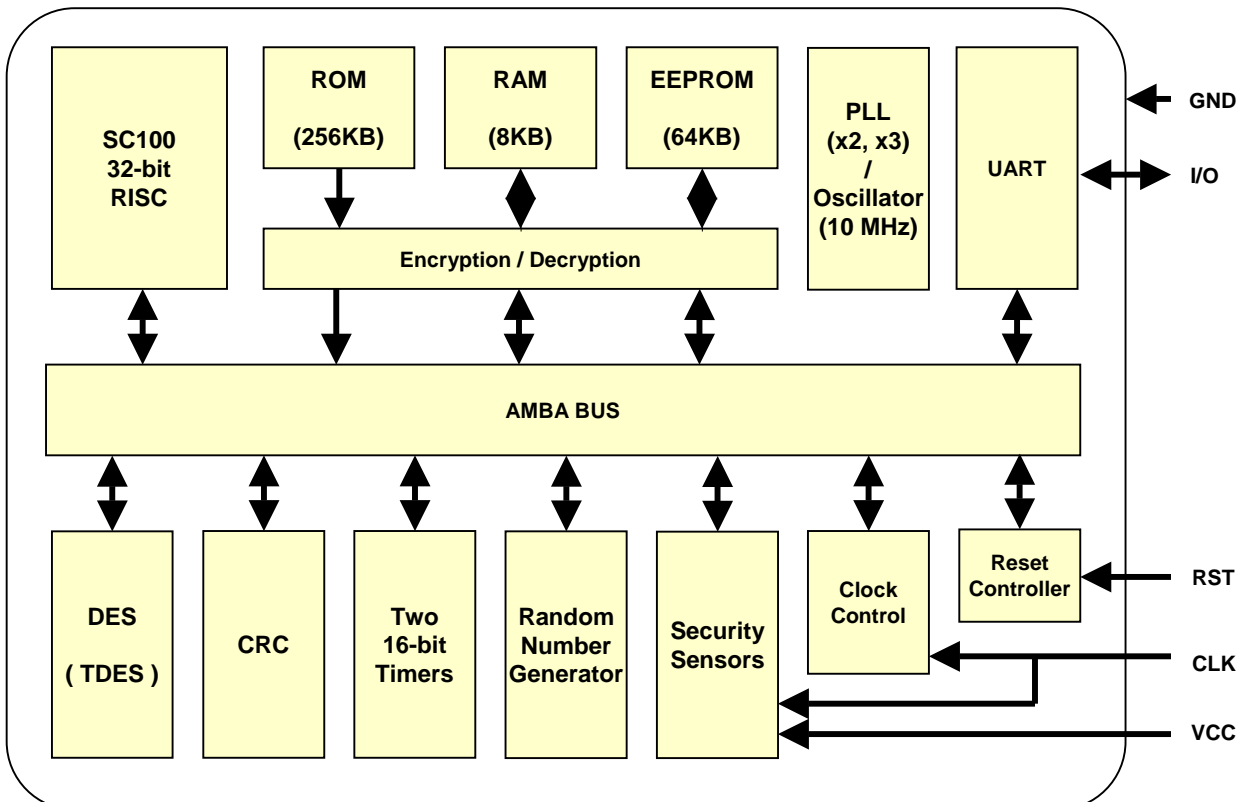 SC100
32-bit
RISC
ROM
(256KB)
RAM
(8KB)
EEPROM
(64KB)
PLL
(x2, x3)
/
Oscillator
(10 MHz)
UART
GND
I/O
Encryption / Decryption
AMBA BUS
DES
( TDES )
CRC
Two
16-bit
Timers
Random
Number
Generator
Security
Sensors
Clock
Control
Reset
Controller
RST
CLK
VCC